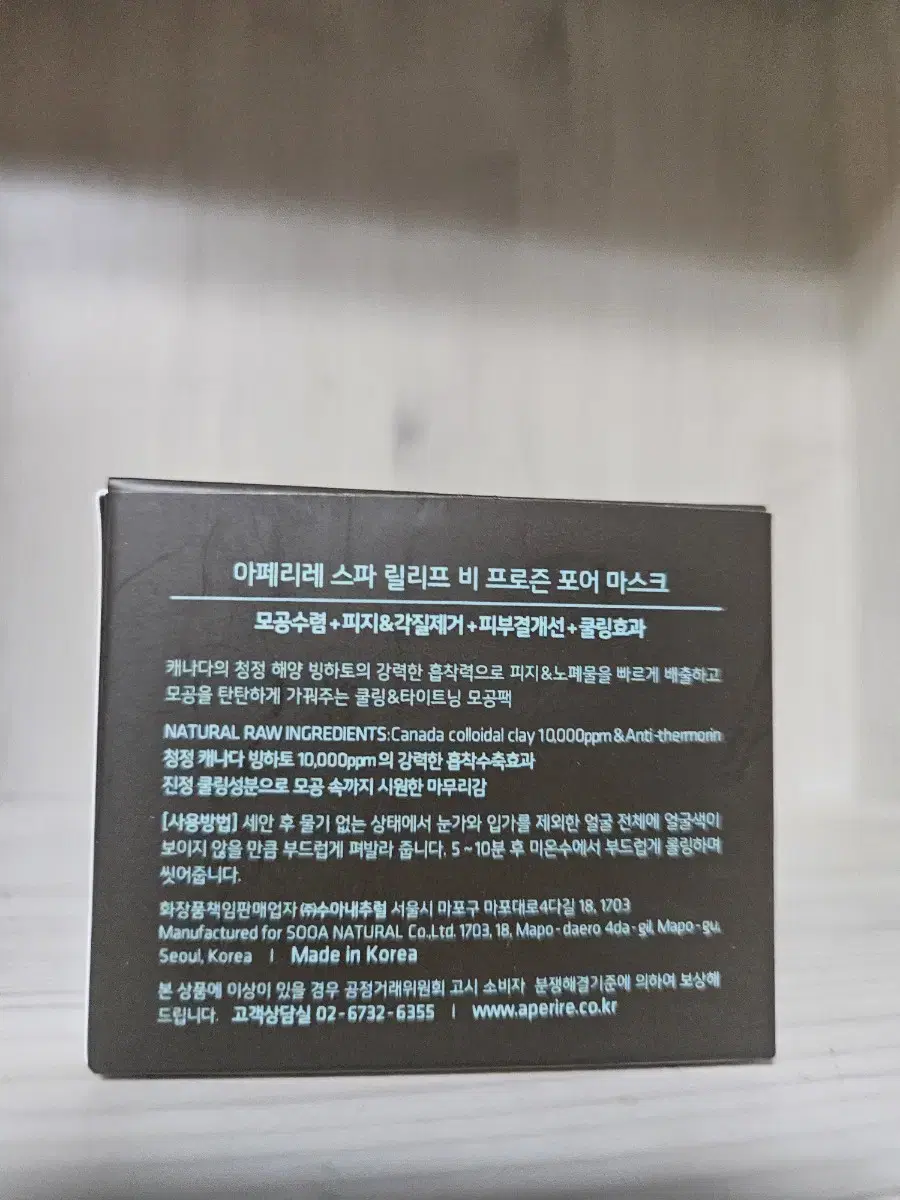 아페리레 스파 릴리프 비 프로즌 포어 마스크
모공수렴+피지&각질제거+피부결개선+쿨링효과
캐나다의 청정 해양 빙하토의 강력한 흡착력으로 피지&노폐물을 빠르게 배출하고
모공을 탄탄하게 가꿔주는 쿨링&타이트닝 모공팩
NATURAL RAW INGREDIENTS:Canada colloidal clay 10,000ppm & Anti-thermorin
청정 캐나다 빙하토 10,000ppm 의 강력한 흡착수축효과
진정 쿨링성분으로 모공 속까지 시원한 마무리감
[사용방법] 세안 후 물기 없는 상태에서 눈가와 입가를 제외한 얼굴 전체에 얼굴색이
보이지 않을 만큼 부드럽게 펴발라 줍니다. 5 ~ 10분 후 미온수에서 부드럽게 롤링하며
씻어줍니다.
화장품책임판매업자 ㈜수아내추럴 서울시 마포구 마포대로4다길 18, 1703
Manufactured for SOOA NATURAL Co.,Ltd. 1703, 18, Mapo-daero 4da-gil, Mapo-gu,
Seoul, Korea | Made in Korea
본 상품에 이상이 있을 경우 공정거래위원회 고시 소비자 분쟁해결기준에 의하여 보상해
드립니다. 고객상담실 02-6732-6355 | www.aperire.co.kr